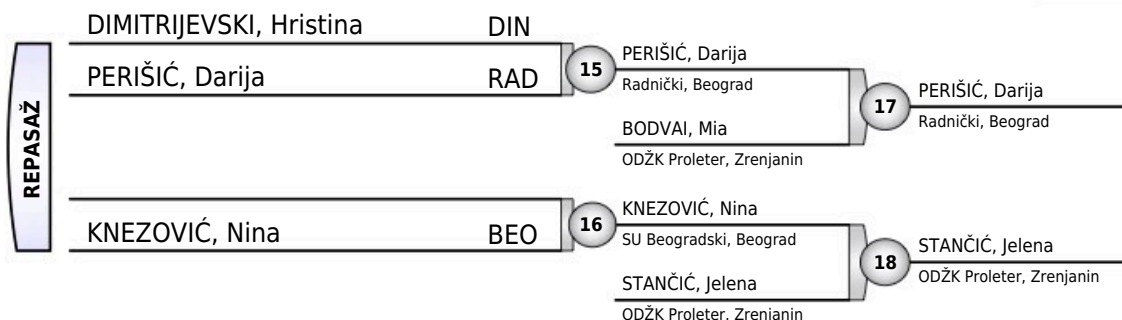 REPASAŽ
DIMITRIJEVSKI, Hristina DIN
PERIŠIĆ, Darija RAD
15
PERIŠIĆ, Darija
Radnički, Beograd
BODVAI, Mia
ODŽK Proleter, Zrenjanin
17
PERIŠIĆ, Darija
Radnički, Beograd
KNEZOVIĆ, Nina BEO
16
KNEZOVIĆ, Nina
SU Beogradski, Beograd
STANČIĆ, Jelena
ODŽK Proleter, Zrenjanin
18
STANČIĆ, Jelena
ODŽK Proleter, Zrenjanin